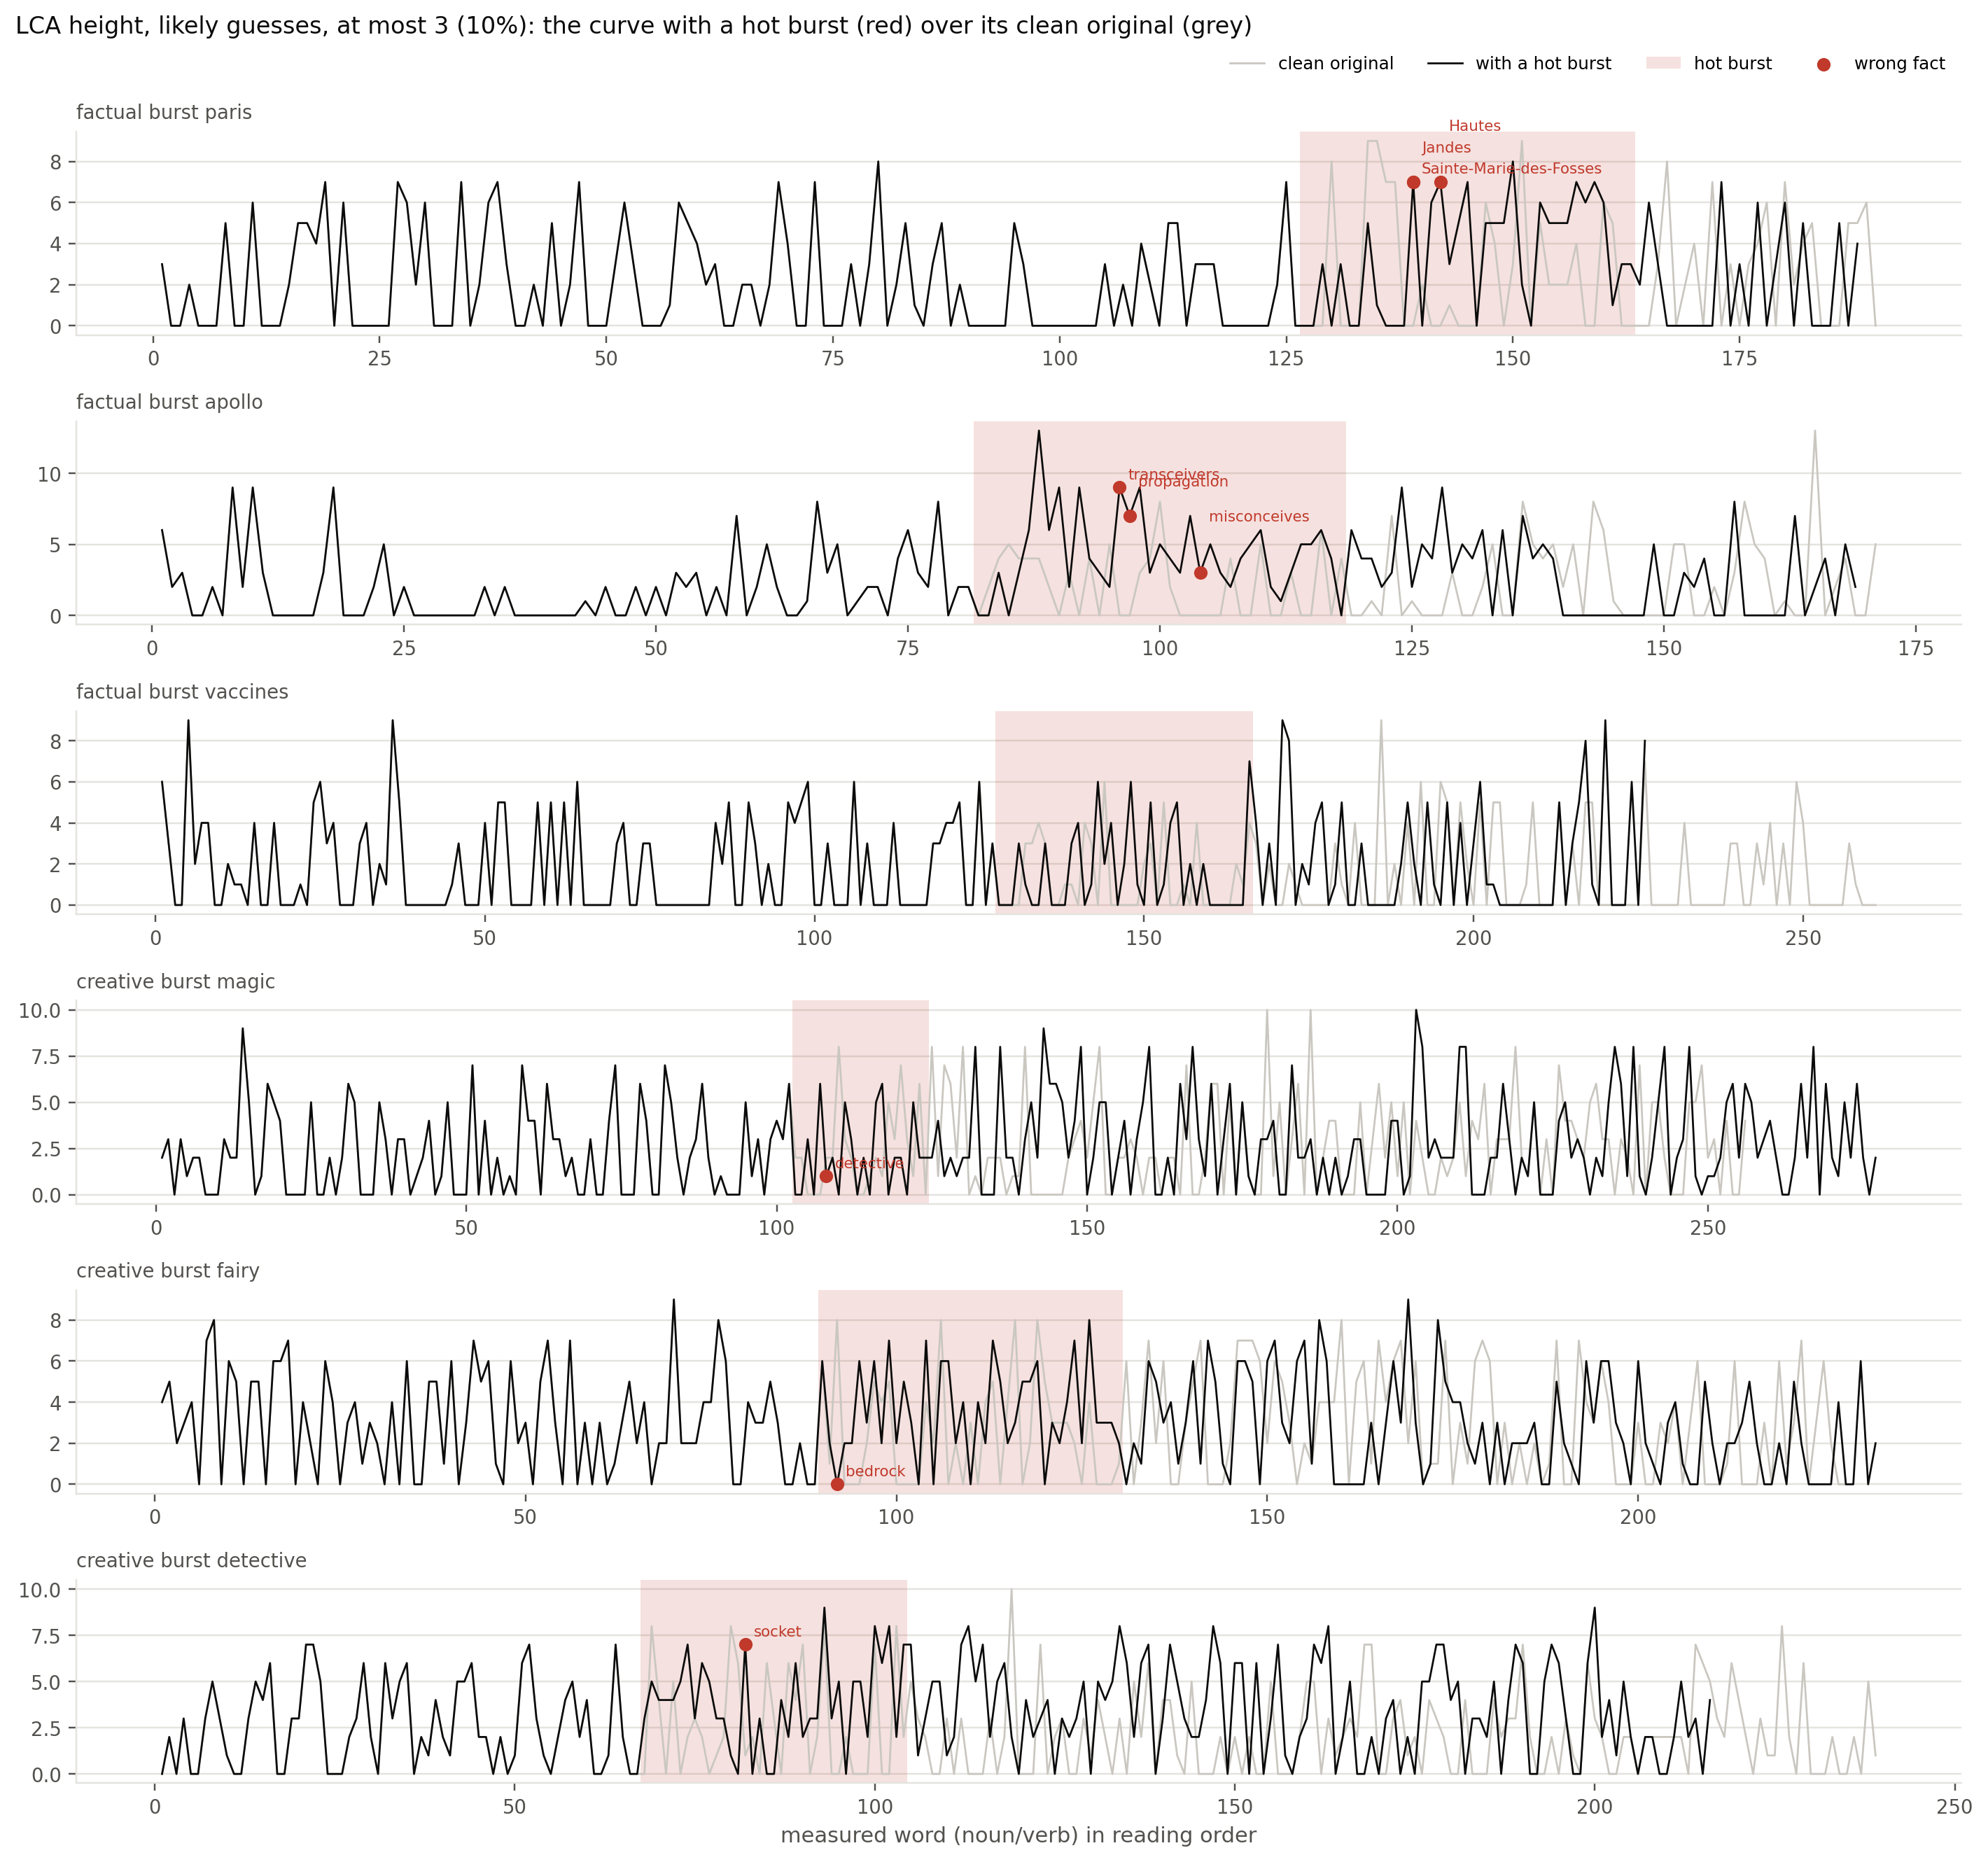 LCA height, likely guesses, at most 3 (10%): the curve with a hot burst (red) over its clean original (grey)
clean original with a hot burst hot burst wrong fact
factual burst paris
Hautes
Jandes
Sainte-Marie-des-Fosses
8
6
4
2
0
0 25 50 75 100 125 150 175
factual burst apollo
transceivers
propagation
misconceives
10
5
0
0 25 50 75 100 125 150 175
factual burst vaccines
8
6
4
2
0
0 50 100 150 200 250
creative burst magic
detective
10.0
7.5
5.0
2.5
0.0
0 50 100 150 200 250
creative burst fairy
bedrock
8
6
4
2
0
0 50 100 150 200
creative burst detective
socket
10.0
7.5
5.0
2.5
0.0
0 50 100 150 200 250
measured word (noun/verb) in reading order